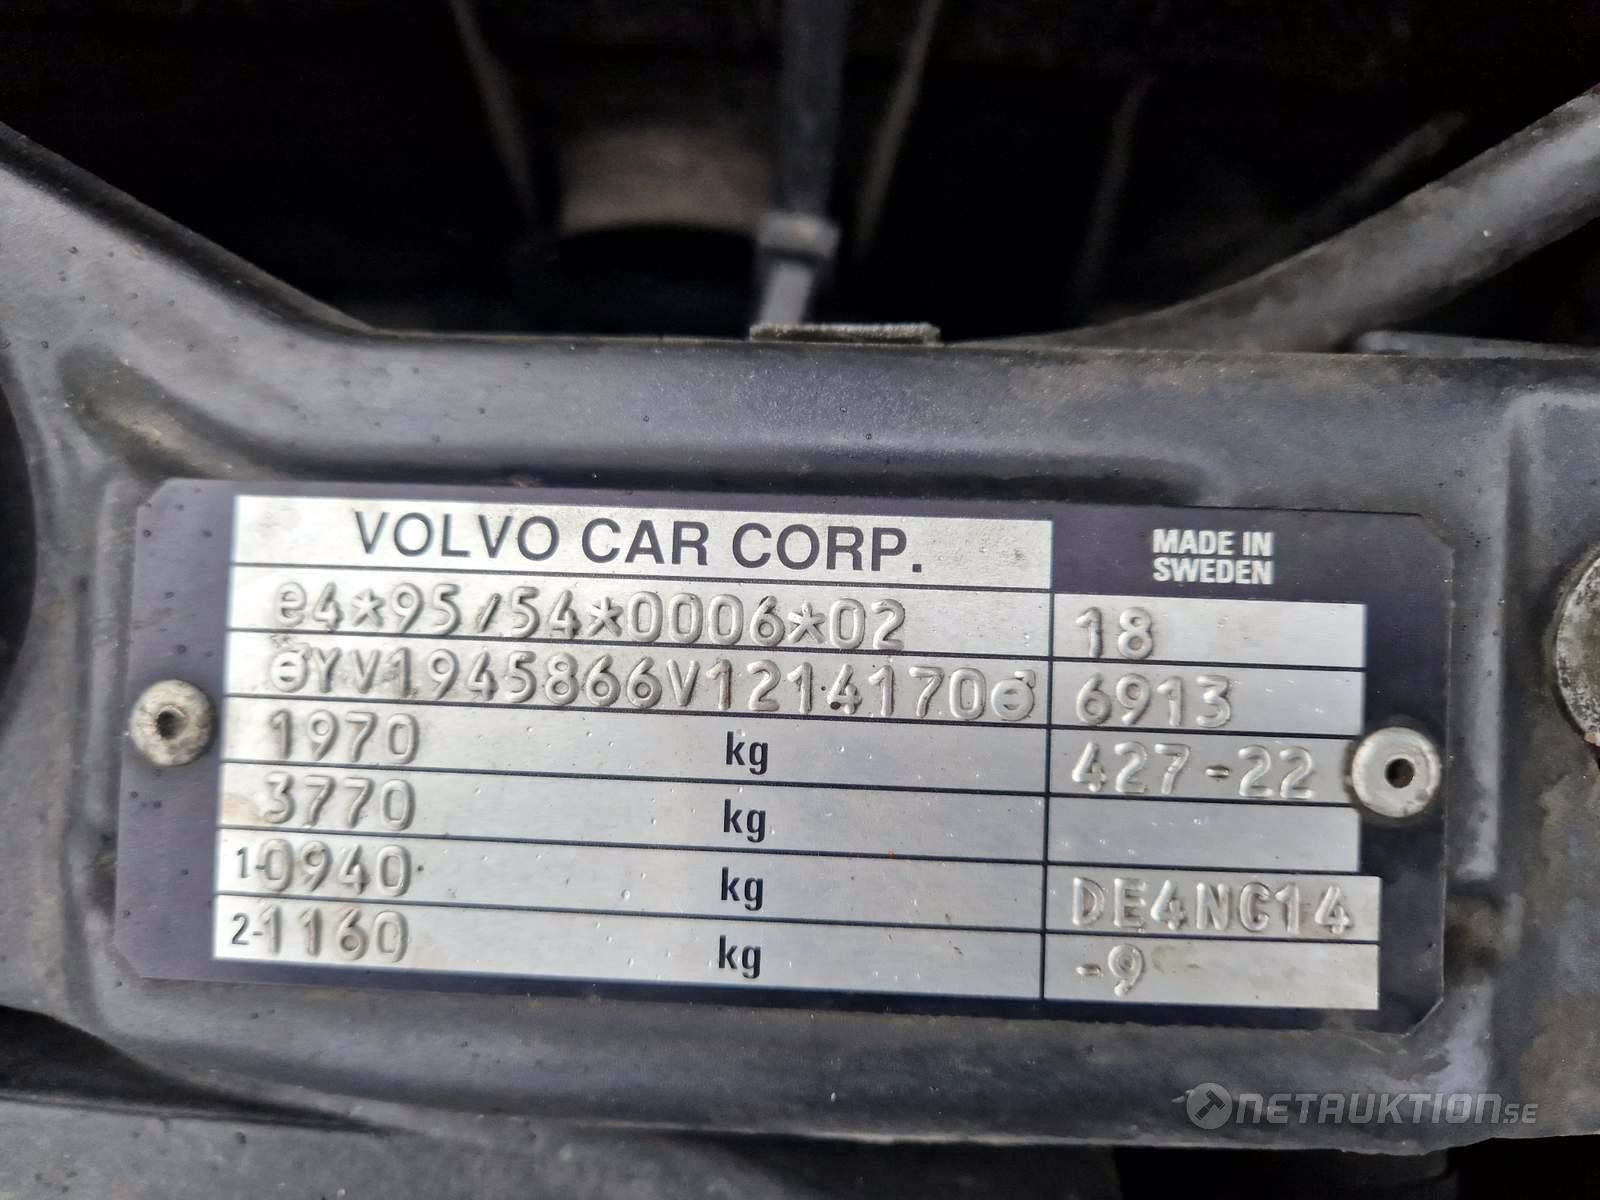 VOLVO CAR CORP.
MADE IN
SWEDEN
e4*95/54*0006*02 18
YV1945866V1214170 6913
1970 kg 427-22
3770 kg
1-0940 kg DE4NC14
2-1160 kg -9
NETAUKTION.SE